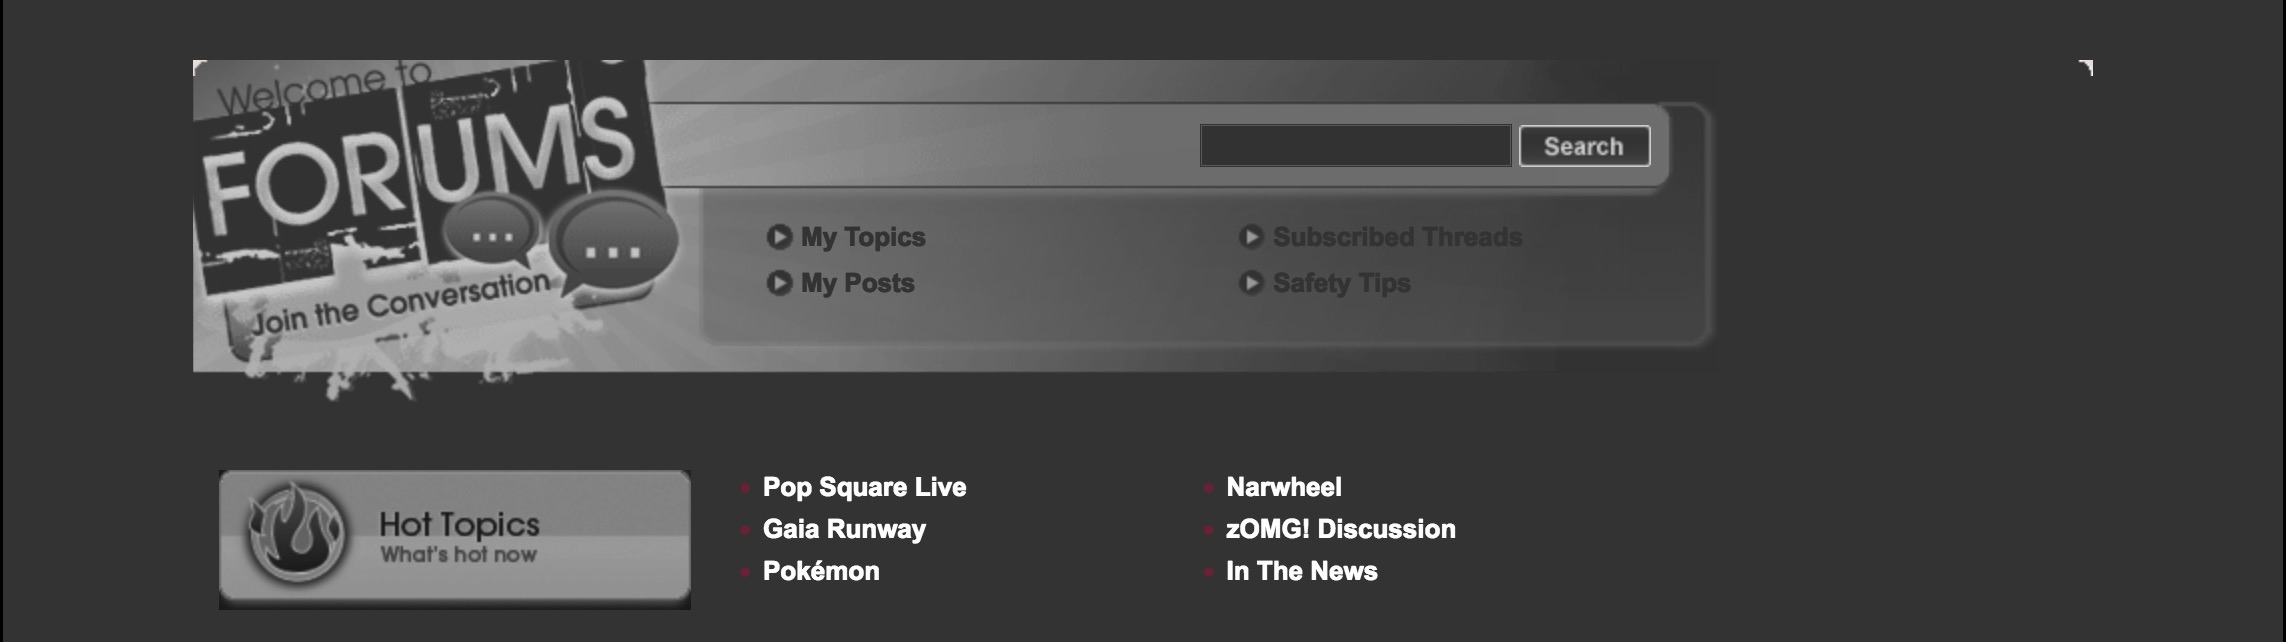 Welcome to
FORUMS
Join the Conversation
Search
My Topics
Subscribed Threads
My Posts
Safety Tips
Hot Topics
What's hot now
Pop Square Live
Narwheel
Gaia Runway
zOMG! Discussion
Pokémon
In The News